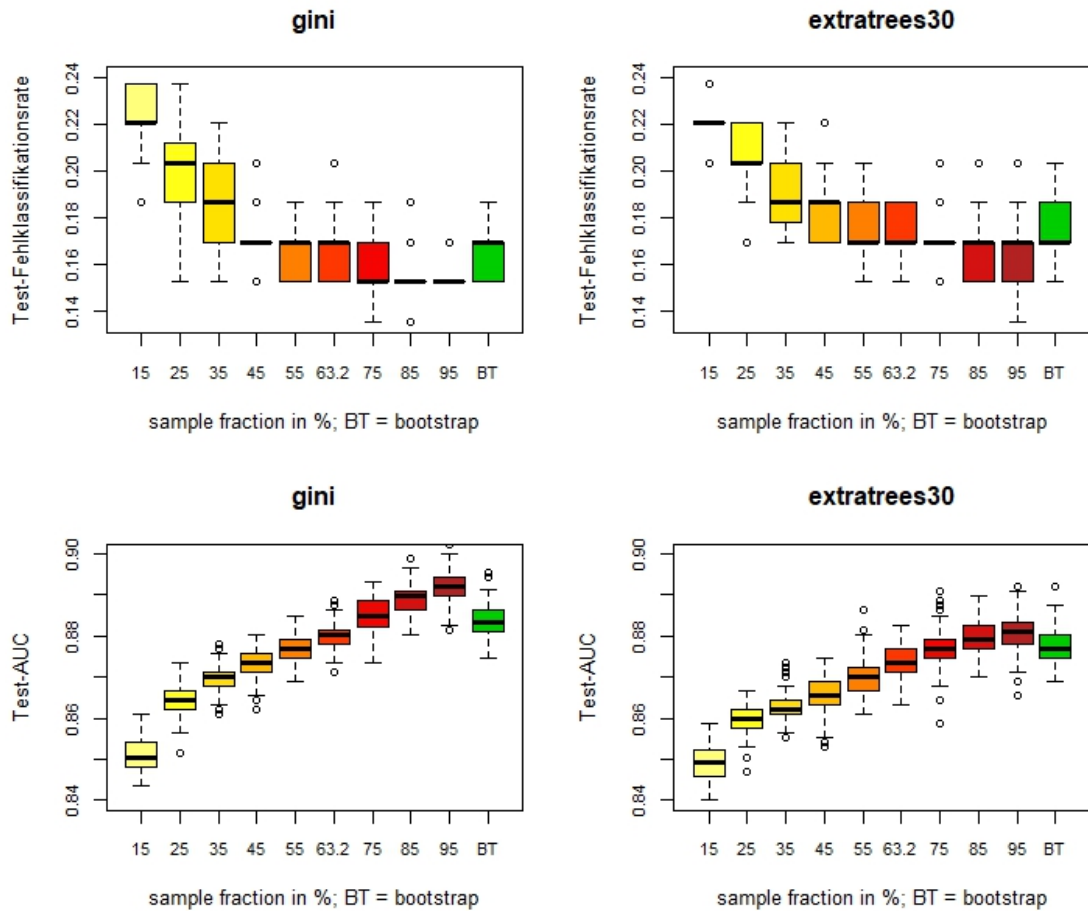 gini
Test-Fehlklassifikationsrate
0.24
0.22
0.20
0.18
0.16
0.14
15 25 35 45 55 63.2 75 85 95 BT
sample fraction in %; BT = bootstrap
extratrees30
Test-Fehlklassifikationsrate
0.24
0.22
0.20
0.18
0.16
0.14
15 25 35 45 55 63.2 75 85 95 BT
sample fraction in %; BT = bootstrap
gini
Test-AUC
0.90
0.88
0.86
0.84
15 25 35 45 55 63.2 75 85 95 BT
sample fraction in %; BT = bootstrap
extratrees30
Test-AUC
0.90
0.88
0.86
0.84
15 25 35 45 55 63.2 75 85 95 BT
sample fraction in %; BT = bootstrap